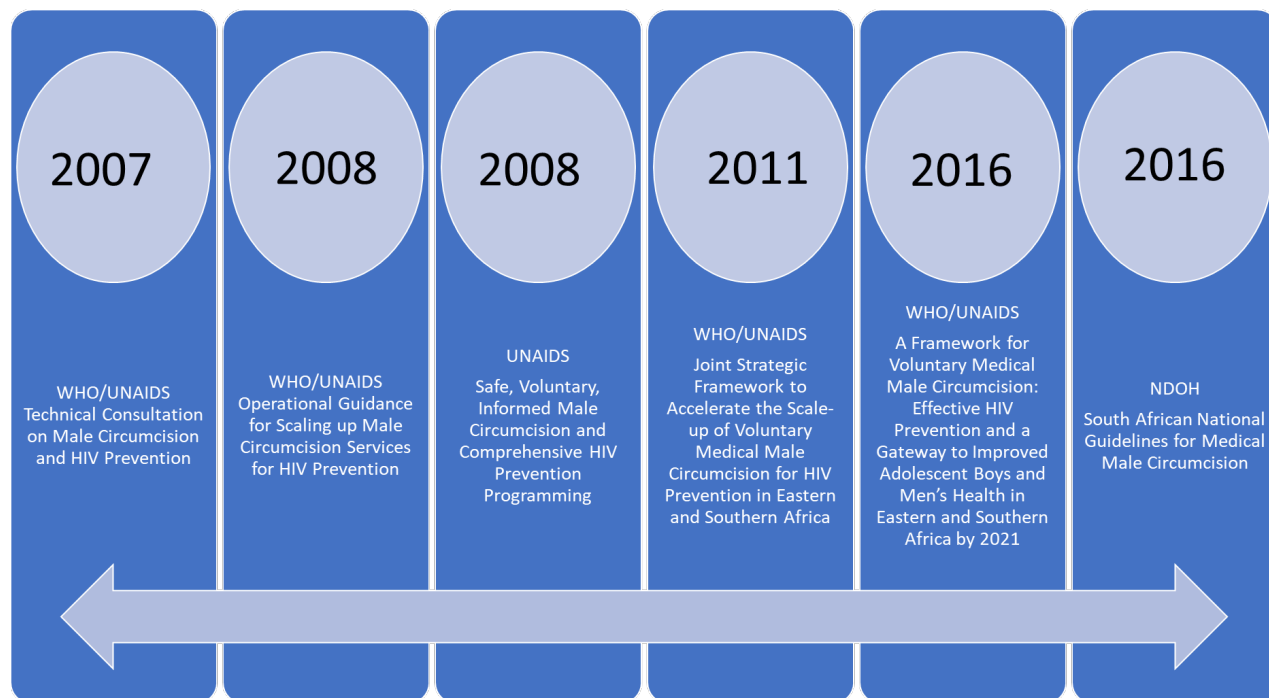 2007
WHO/UNAIDS
Technical Consultation
on Male Circumcision
and HIV Prevention
2008
WHO/UNAIDS
Operational Guidance
for Scaling up Male
Circumcision Services
for HIV Prevention
2008
UNAIDS
Safe, Voluntary,
Informed Male
Circumcision and
Comprehensive HIV
Prevention
Programming
2011
WHO/UNAIDS
Joint Strategic
Framework to
Accelerate the Scale-
up of Voluntary
Medical Male
Circumcision for HIV
Prevention in Eastern
and Southern Africa
2016
WHO/UNAIDS
A Framework for
Voluntary Medical
Male Circumcision:
Effective HIV
Prevention and a
Gateway to Improved
Adolescent Boys and
Men’s Health in
Eastern and Southern
Africa by 2021
2016
NDOH
South African National
Guidelines for Medical
Male Circumcision